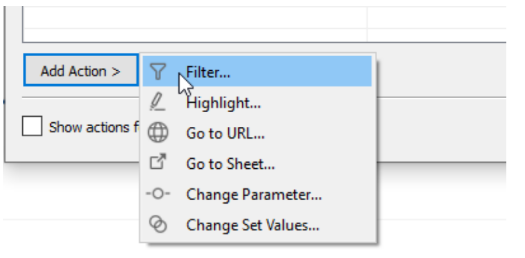 Add Action >
Filter...
Highlight...
Go to URL...
Show actions f
Go to Sheet...
Change Parameter...
Change Set Values...